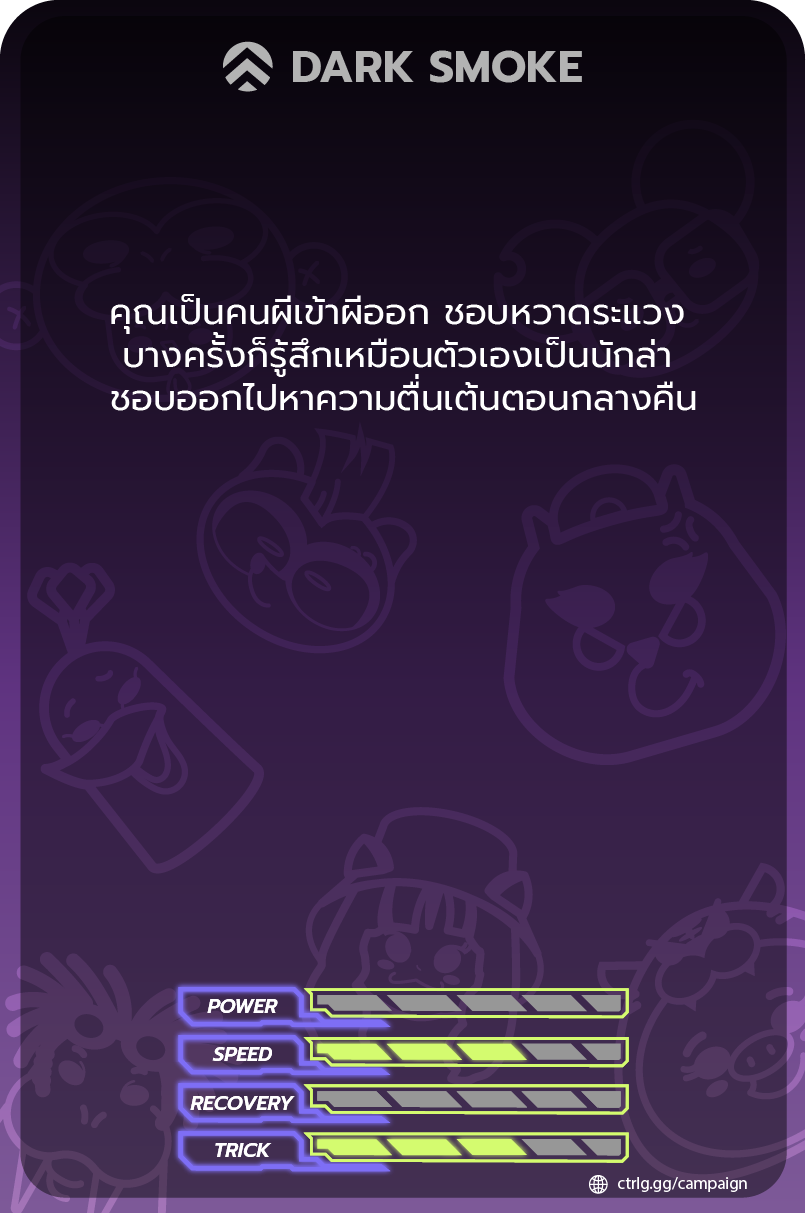 DARK SMOKE
คุณเป็นคนผีเข้าผีออก ชอบหวาดระแวง
บางครั้งก็รู้สึกเหมือนตัวเองเป็นนักล่า
ชอบออกไปหาความตื่นเต้นตอนกลางคืน
POWER
SPEED
RECOVERY
TRICK
ctrlg.gg/campaign